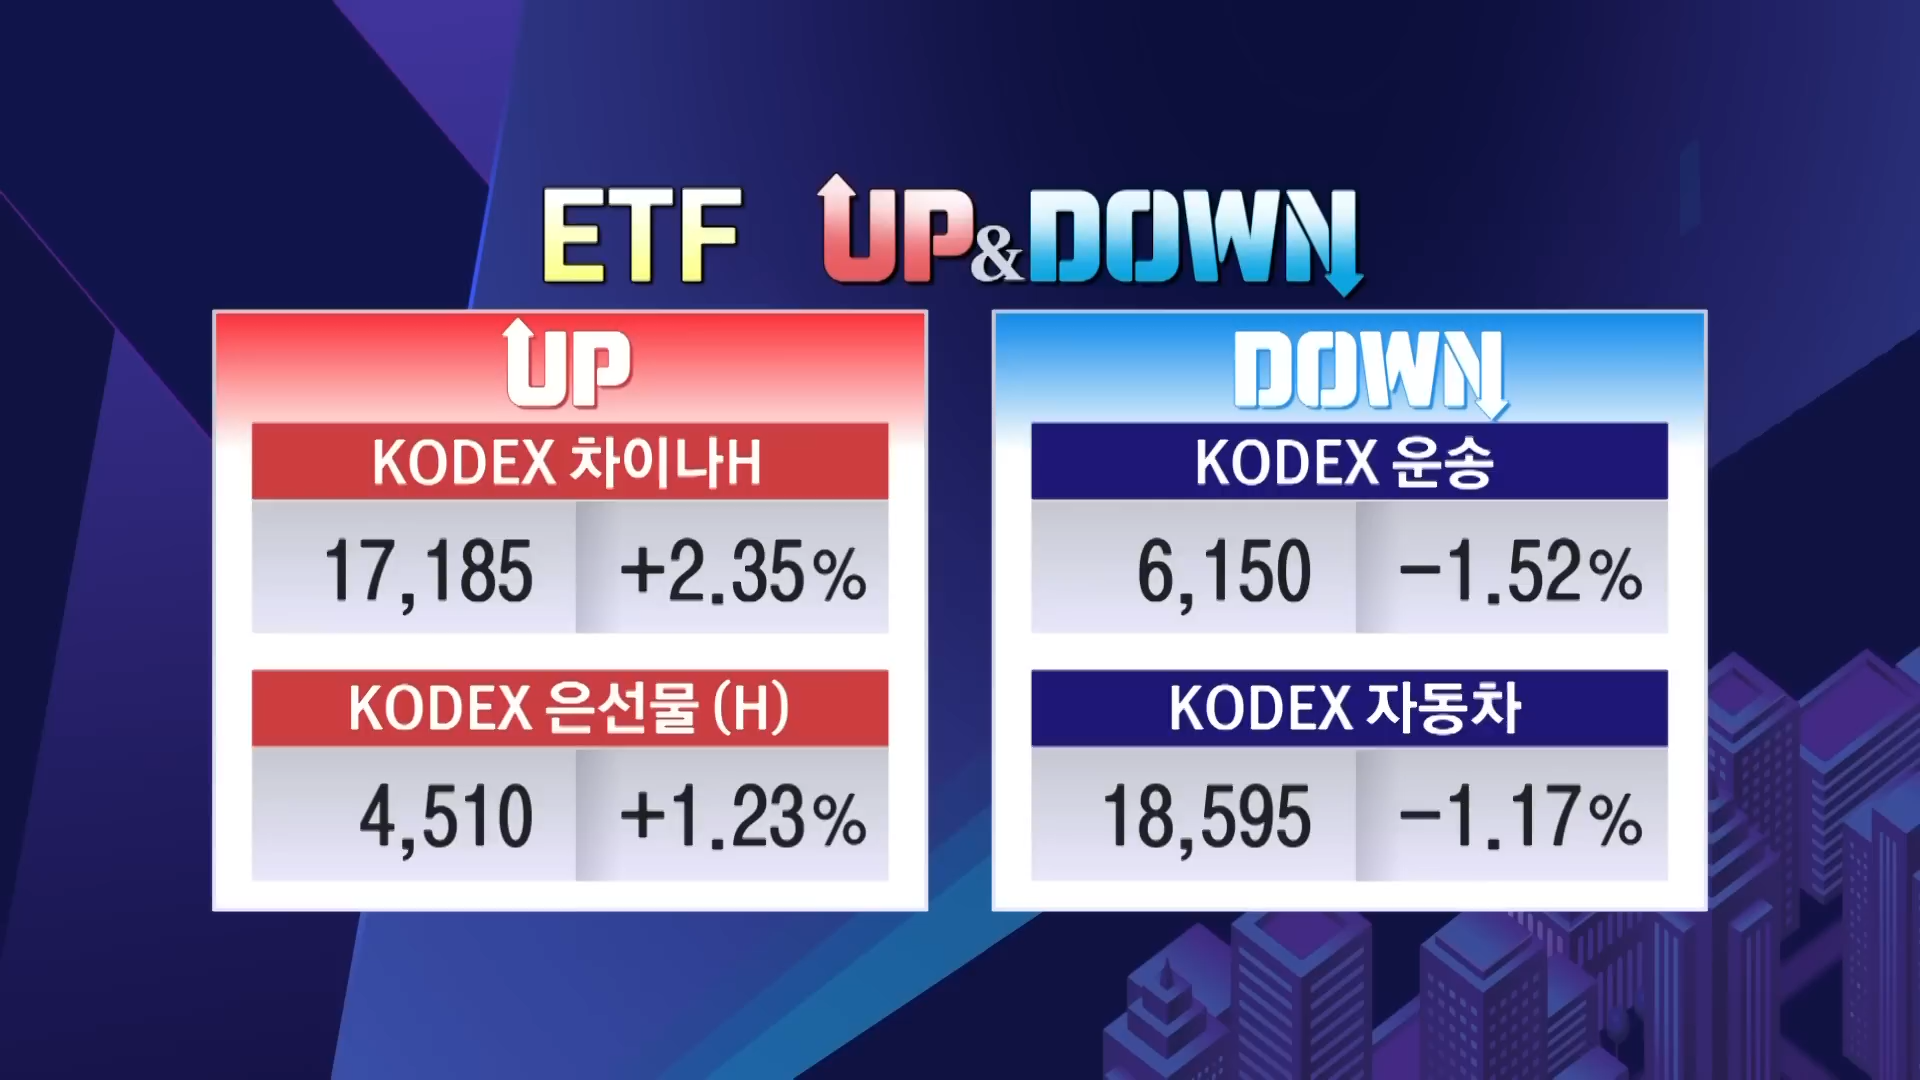 ETF UP&DOWN
UP
KODEX 차이나H
17,185 +2.35%
KODEX 은선물(H)
4,510 +1.23%
DOWN
KODEX 운송
6,150 -1.52%
KODEX 자동차
18,595 -1.17%